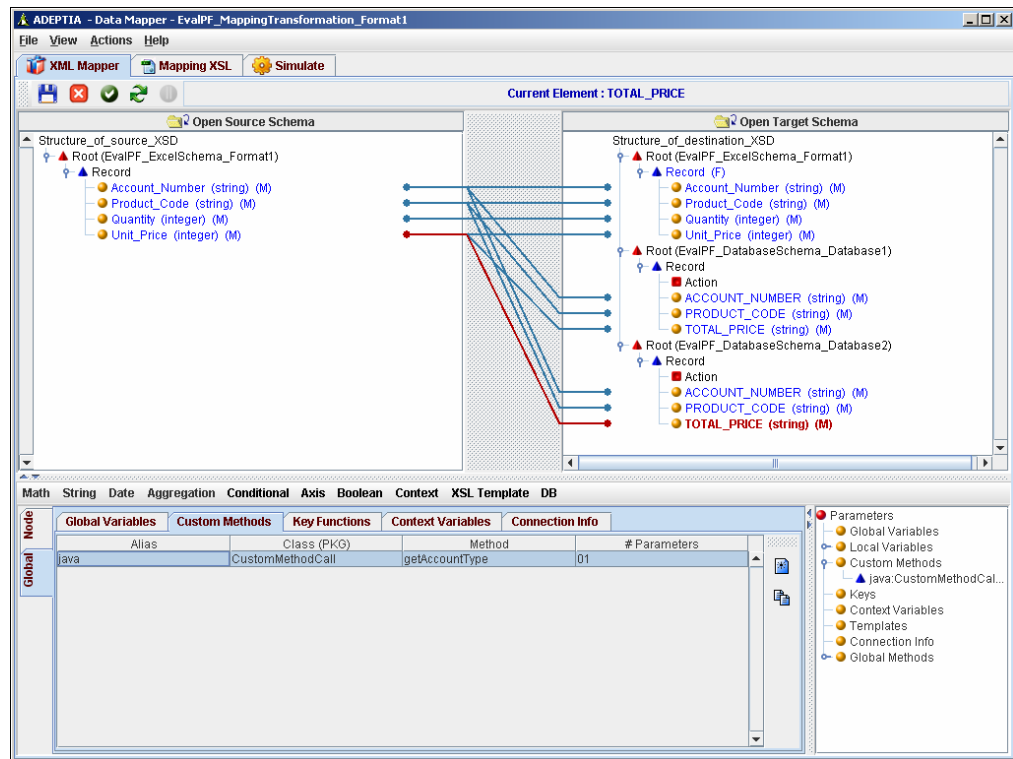 ADEPTIA - Data Mapper - EvalPF_MappingTransformation_Format1
File View Actions Help
XML Mapper Mapping XSL Simulate
Current Element : TOTAL_PRICE
Open Source Schema
Structure_of_source_XSD
Root (EvalPF_ExcelSchema_Format1)
Record
Account_Number (string) (M)
Product_Code (string) (M)
Quantity (integer) (M)
Unit_Price (integer) (M)
Open Target Schema
Structure_of_destination_XSD
Root (EvalPF_ExcelSchema_Format1)
Record (F)
Account_Number (string) (M)
Product_Code (string) (M)
Quantity (integer) (M)
Unit_Price (integer) (M)
Root (EvalPF_DatabaseSchema_Database1)
Record
Action
ACCOUNT_NUMBER (string) (M)
PRODUCT_CODE (string) (M)
TOTAL_PRICE (string) (M)
Root (EvalPF_DatabaseSchema_Database2)
Record
Action
ACCOUNT_NUMBER (string) (M)
PRODUCT_CODE (string) (M)
TOTAL_PRICE (string) (M)
Math String Date Aggregation Conditional Axis Boolean Context XSL Template DB
Node
Global
Global Variables Custom Methods Key Functions Context Variables Connection Info
Alias Class (PKG) Method # Parameters
java CustomMethodCall getAccountType 01
Parameters
Global Variables
Local Variables
Custom Methods
java:CustomMethodCal...
Keys
Context Variables
Templates
Connection Info
Global Methods